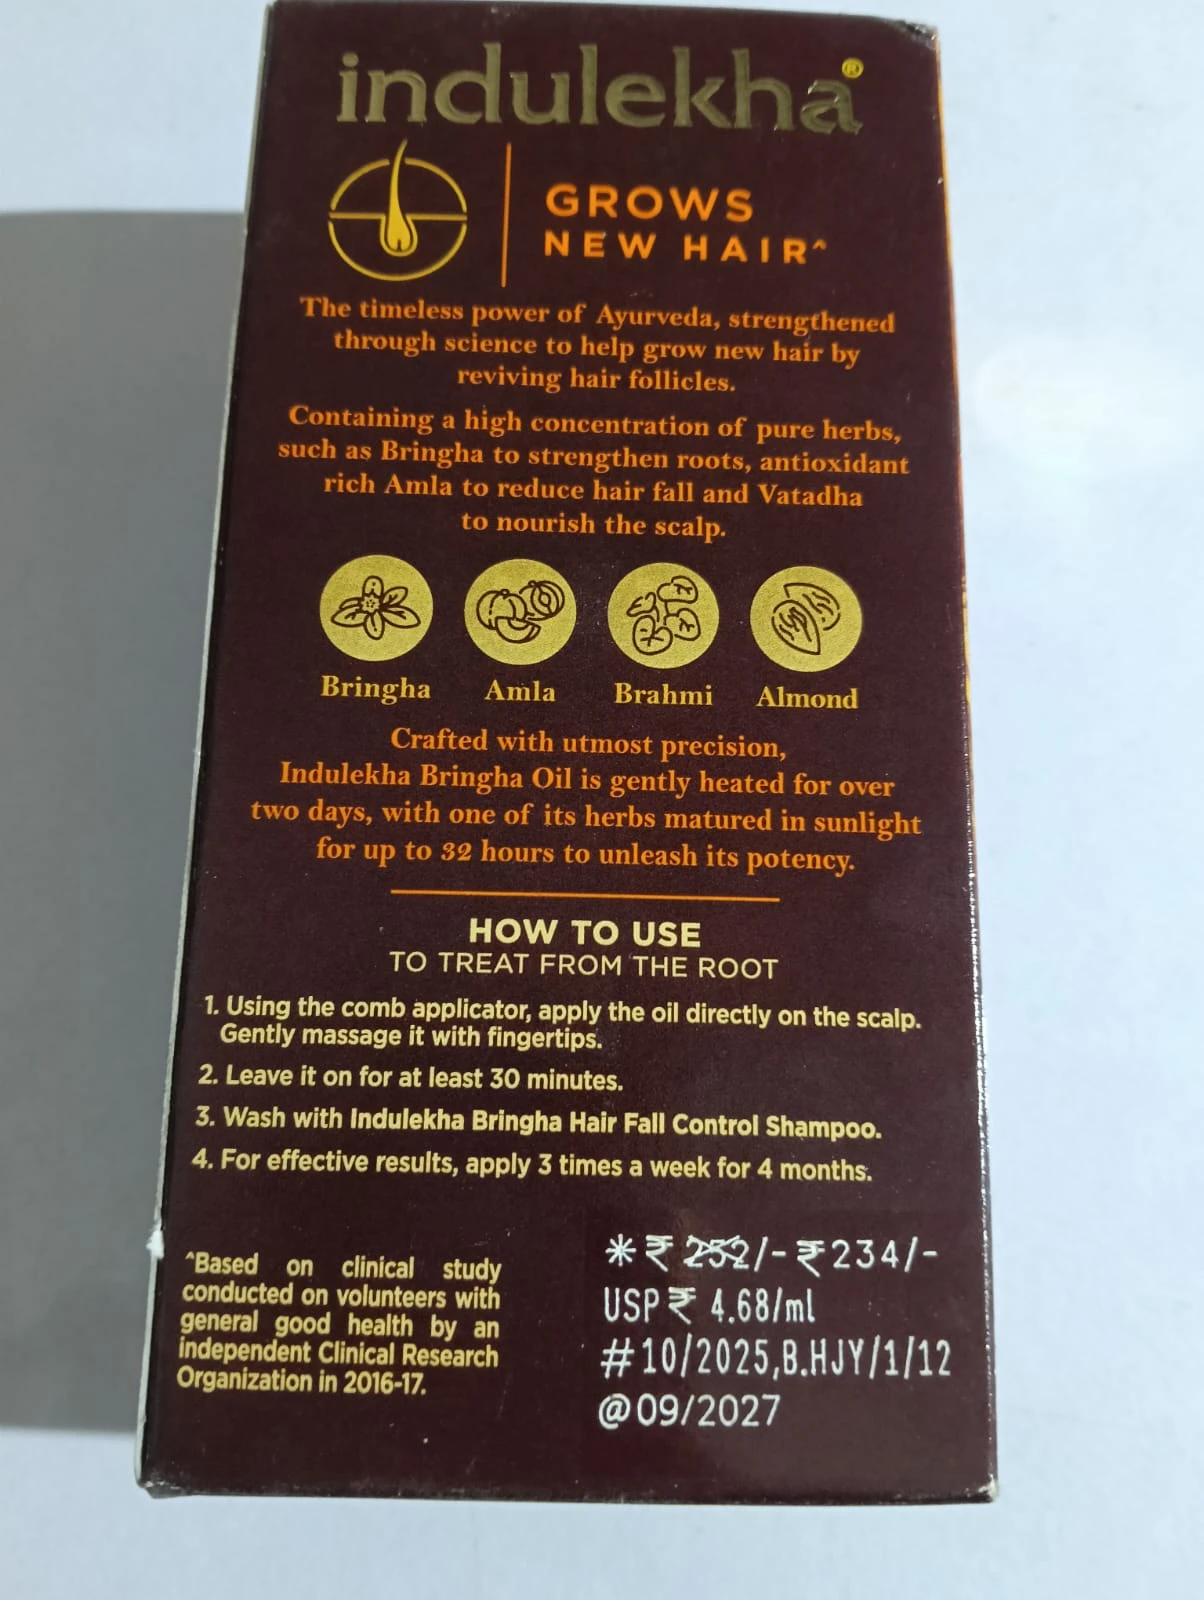 indulekha®
GROWS
NEW HAIR^
The timeless power of Ayurveda, strengthened
through science to help grow new hair by
reviving hair follicles.
Containing a high concentration of pure herbs,
such as Bringha to strengthen roots, antioxidant
rich Amla to reduce hair fall and Vatadha
to nourish the scalp.
Bringha Amla Brahmi Almond
Crafted with utmost precision,
Indulekha Bringha Oil is gently heated for over
two days, with one of its herbs matured in sunlight
for up to 32 hours to unleash its potency.
HOW TO USE
TO TREAT FROM THE ROOT
1. Using the comb applicator, apply the oil directly on the scalp.
Gently massage it with fingertips.
2. Leave it on for at least 30 minutes.
3. Wash with Indulekha Bringha Hair Fall Control Shampoo.
4. For effective results, apply 3 times a week for 4 months.
^Based on clinical study
conducted on volunteers with
general good health by an
independent Clinical Research
Organization in 2016-17.
*₹ 252/- ₹234/-
USP₹ 4.68/ml
#10/2025,B.HJY/1/12
@09/2027